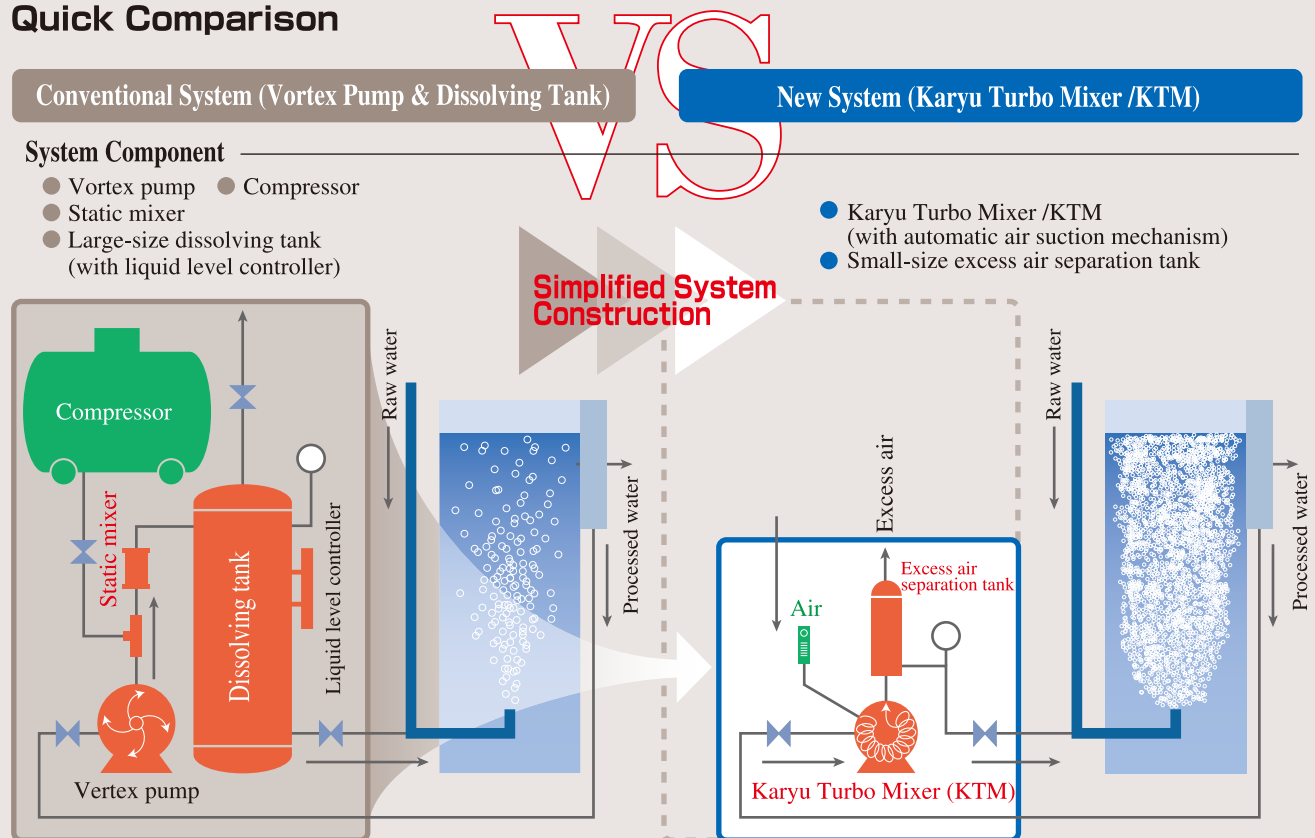 Quick Comparison
VS
Conventional System (Vortex Pump & Dissolving Tank)
New System (Karyu Turbo Mixer /KTM)
System Component
Vortex pump
Compressor
Static mixer
Large-size dissolving tank
(with liquid level controller)
Karyu Turbo Mixer /KTM
(with automatic air suction mechanism)
Small-size excess air separation tank
Simplified System
Construction
Compressor
Static mixer
Dissolving tank
Liquid level controller
Vertex pump
Raw water
Processed water
Excess air
Excess air
separation tank
Air
Karyu Turbo Mixer (KTM)
Raw water
Processed water